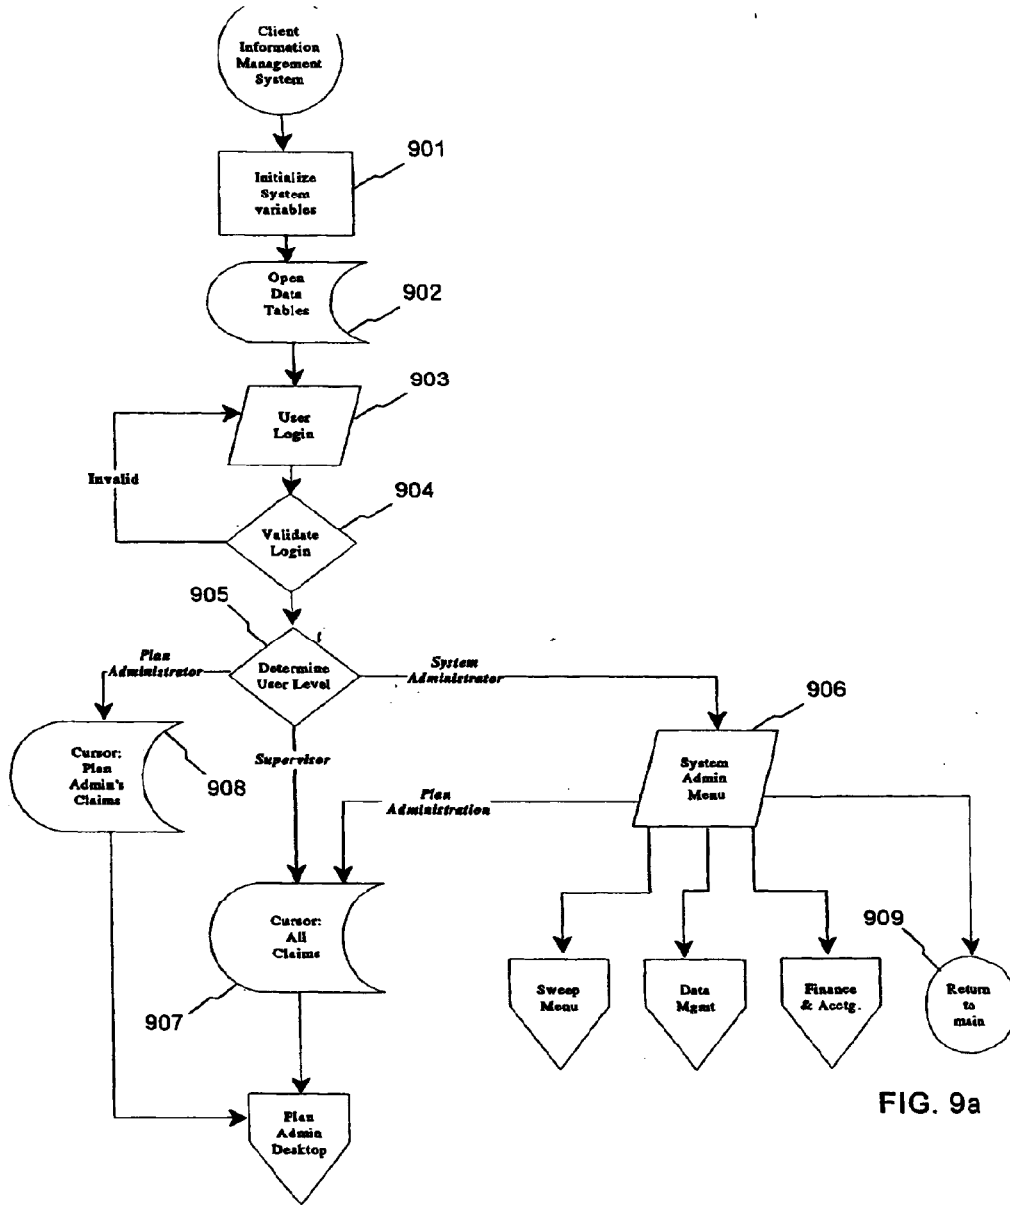 Client
Information
Management
System
901
Initialize
System
variables
Open
Data
Tables
902
903
User
Login
Invalid
904
Validate
Login
905
Plan
Administrator
Determine
User Level
System
Administrator
906
Cursor:
Plan
Admin's
Claims
908
Supervisor
Plan
Administration
System
Admin
Menu
Cursor:
All
Claims
907
909
Sweep
Menu
Data
Mgmt
Finance
& Acctg.
Return
to
main
Plan
Admin
Desktop
FIG. 9a